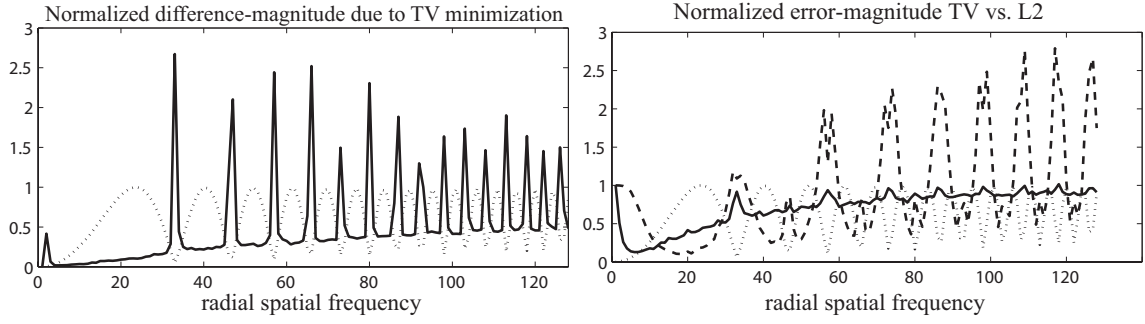 Normalized difference-magnitude due to TV minimization
3
2.5
2
1.5
1
0.5
0
0 20 40 60 80 100 120
radial spatial frequency
Normalized error-magnitude TV vs. L2
3
2.5
2
1.5
1
0.5
0
0 20 40 60 80 100 120
radial spatial frequency